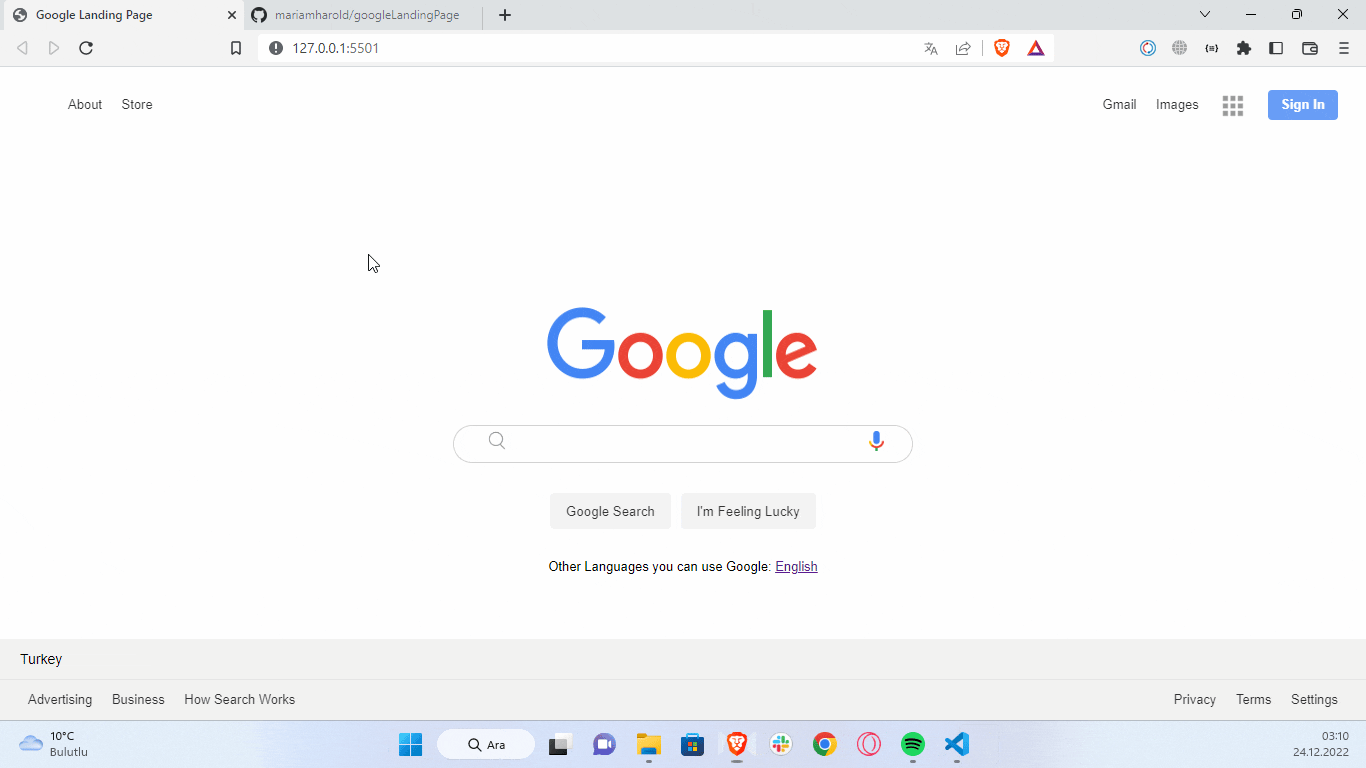 Google Landing Page
mariamharold/googleLandingPage
127.0.0.1:5501
About Store
Gmail Images Sign In
Google
Google Search I'm Feeling Lucky
Other Languages you can use Google: English
Turkey
Advertising Business How Search Works
Privacy Terms Settings
10°C
Bulutlu
Ara
03:10
24.12.2022